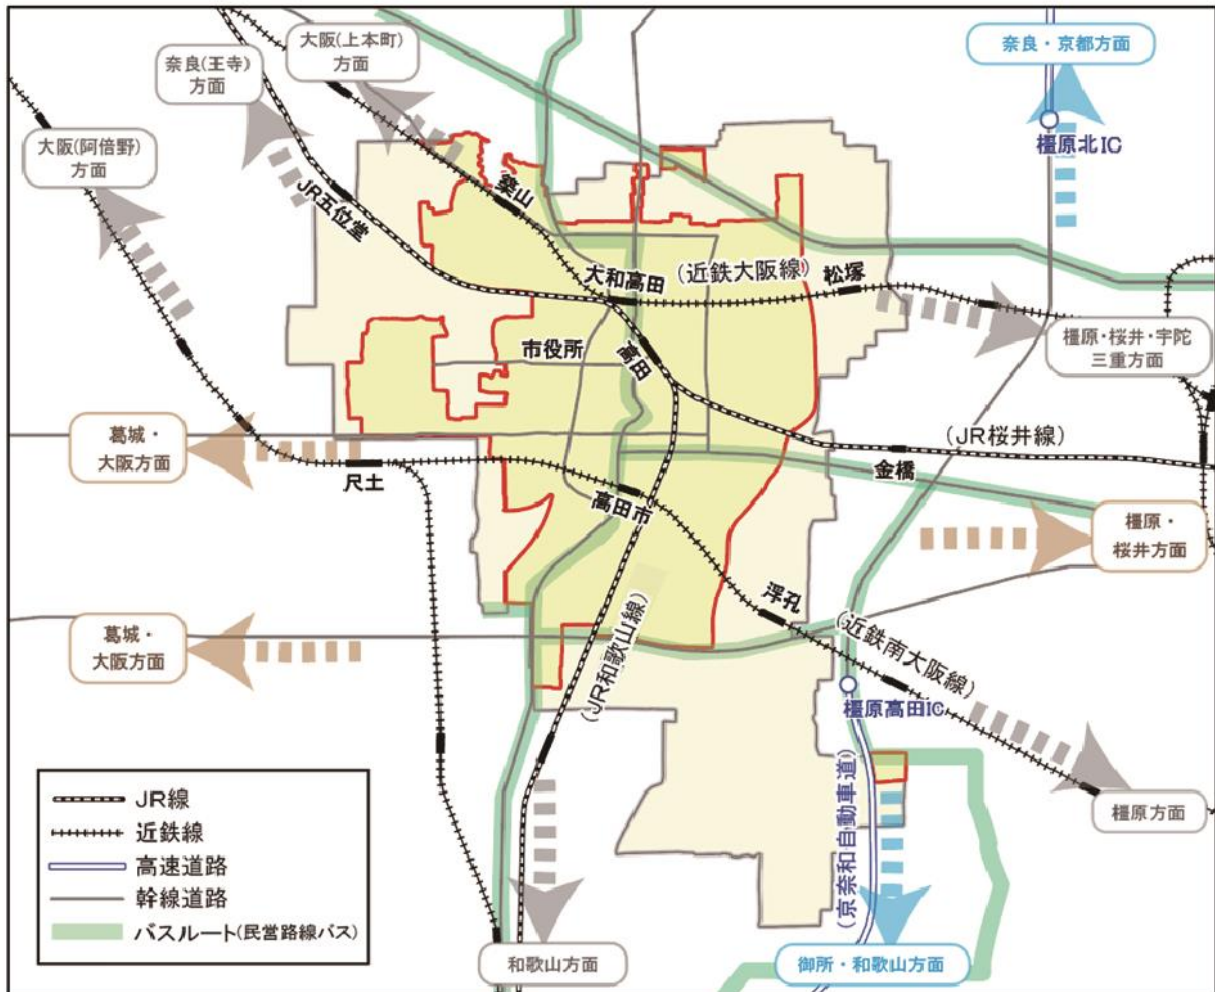 大阪(上本町)
方面
奈良(王寺)
方面
奈良・京都方面
大阪(阿倍野)
方面
橿原北IC
築山
JR五位堂
大和高田
(近鉄大阪線)
松塚
橿原・桜井・宇陀
三重方面
市役所
高田
葛城・
大阪方面
(JR桜井線)
金橋
尺土
高田市
橿原・
桜井方面
浮孔
葛城・
大阪方面
(JR和歌山線)
(近鉄南大阪線)
橿原高田IC
(京奈和自動車道)
橿原方面
JR線
近鉄線
高速道路
幹線道路
バスルート(民営路線バス)
和歌山方面
御所・和歌山方面